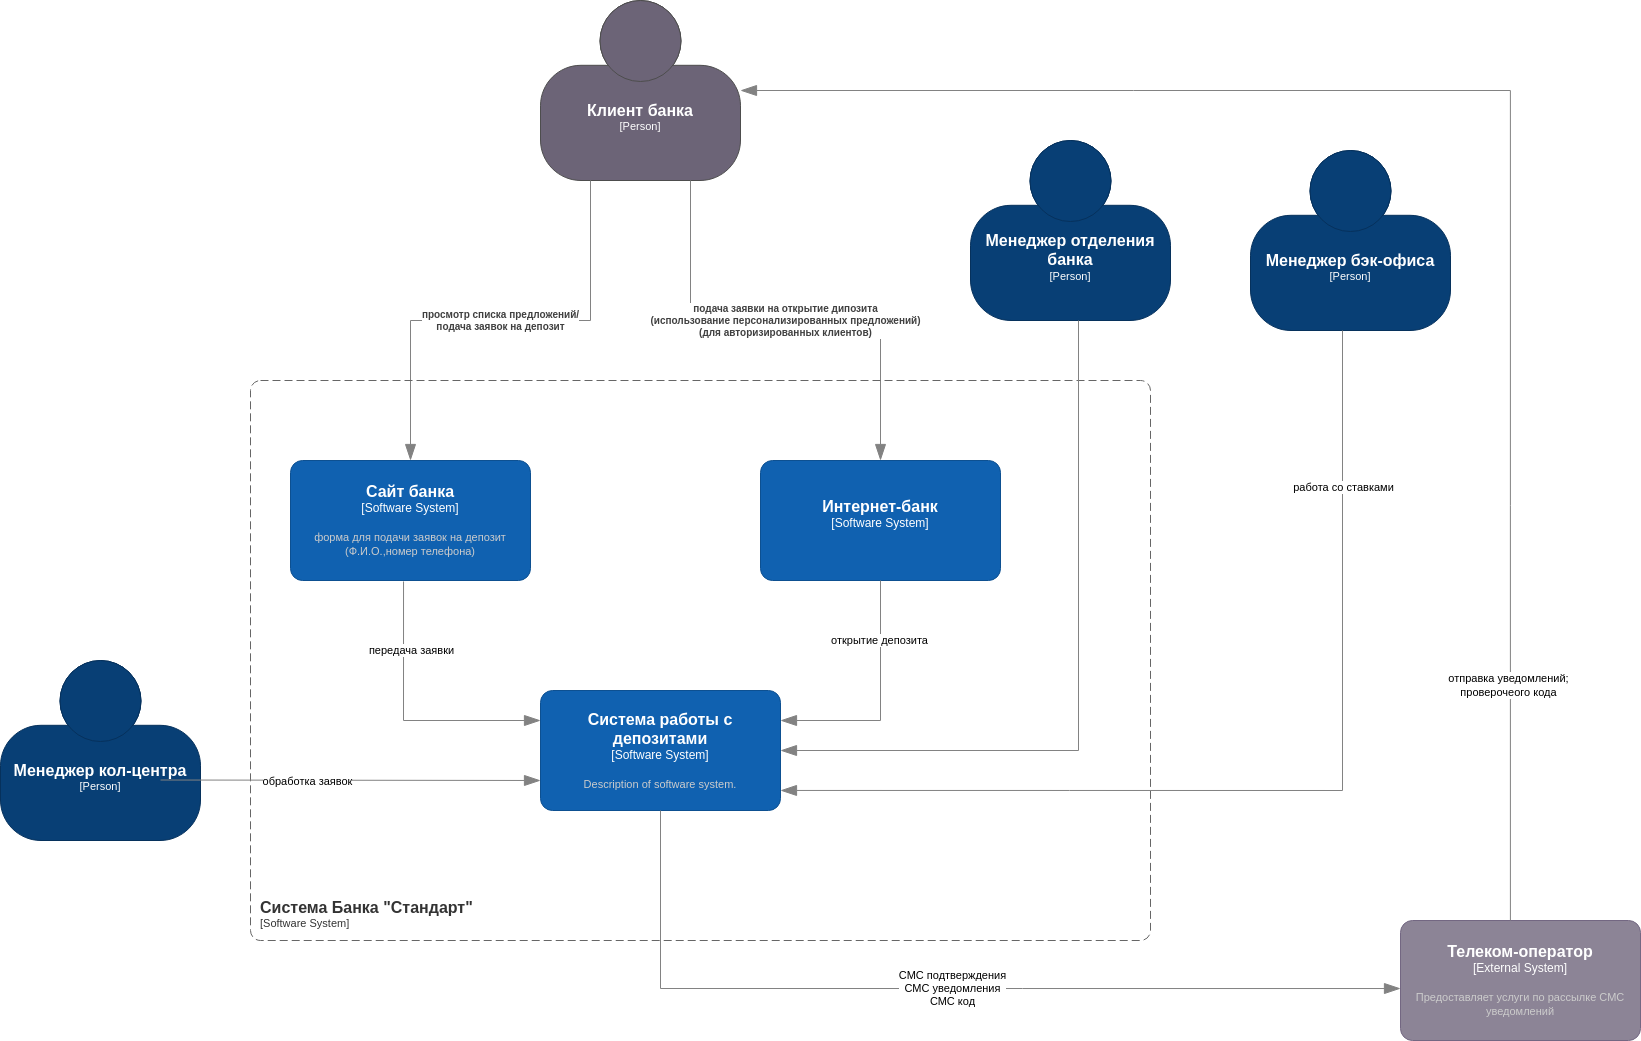 Клиент банка
[Person]
Менеджер отделения
банка
[Person]
Менеджер бэк-офиса
[Person]
просмотр списка предложений/
подача заявок на депозит
подача заявки на открытие дипозита
(использование персонализированных предложений)
(для авторизированных клиентов)
Сайт банка
[Software System]
форма для подачи заявок на депозит
(Ф.И.О.,номер телефона)
Интернет-банк
[Software System]
работа со ставками
передача заявки
открытие депозита
отправка уведомлений;
проверочеого кода
Менеджер кол-центра
[Person]
обработка заявок
Система работы с
депозитами
[Software System]
Description of software system.
Система Банка "Стандарт"
[Software System]
СМС подтверждения
СМС уведомления
СМС код
Телеком-оператор
[External System]
Предоставляет услуги по рассылке СМС
уведомлений